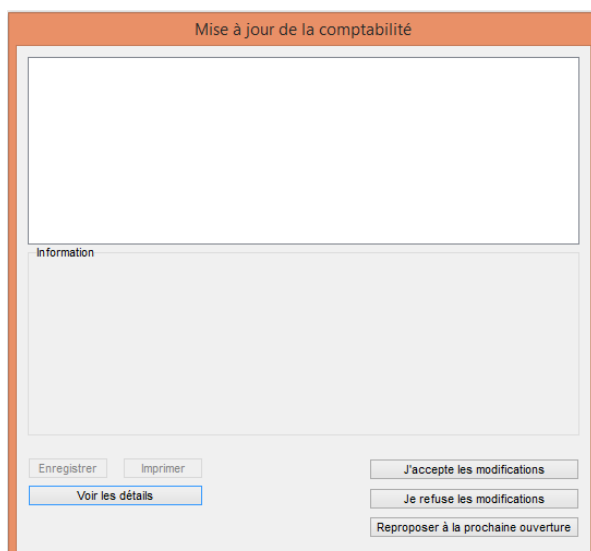 Mise à jour de la comptabilité
Information
Enregistrer Imprimer J'accepte les modifications
Voir les détails Je refuse les modifications
Reproposer à la prochaine ouverture